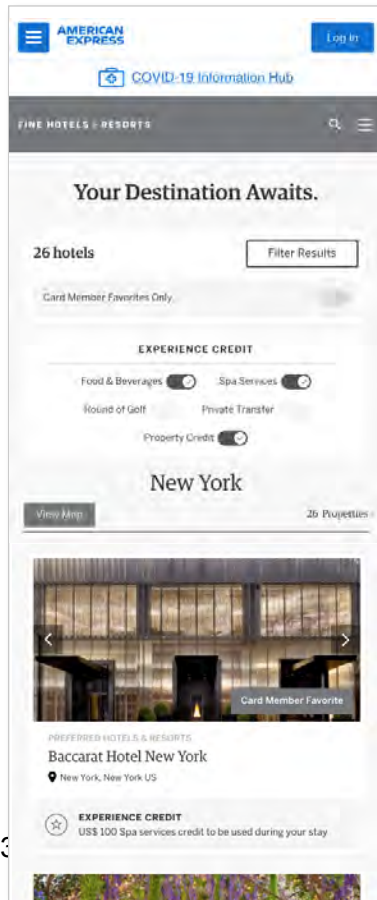 AMERICAN
EXPRESS
Log In
COVID-19 Information Hub
FINE HOTELS + RESORTS
Your Destination Awaits.
26 hotels
Filter Results
Card Member Favorites Only
EXPERIENCE CREDIT
Food & Beverages
Spa Services
Round of Golf
Private Transfer
Property Credit
New York
View Map
26 Properties
Card Member Favorite
PREFERRED HOTELS & RESORTS
Baccarat Hotel New York
New York, New York US
EXPERIENCE CREDIT
US$ 100 Spa services credit to be used during your stay